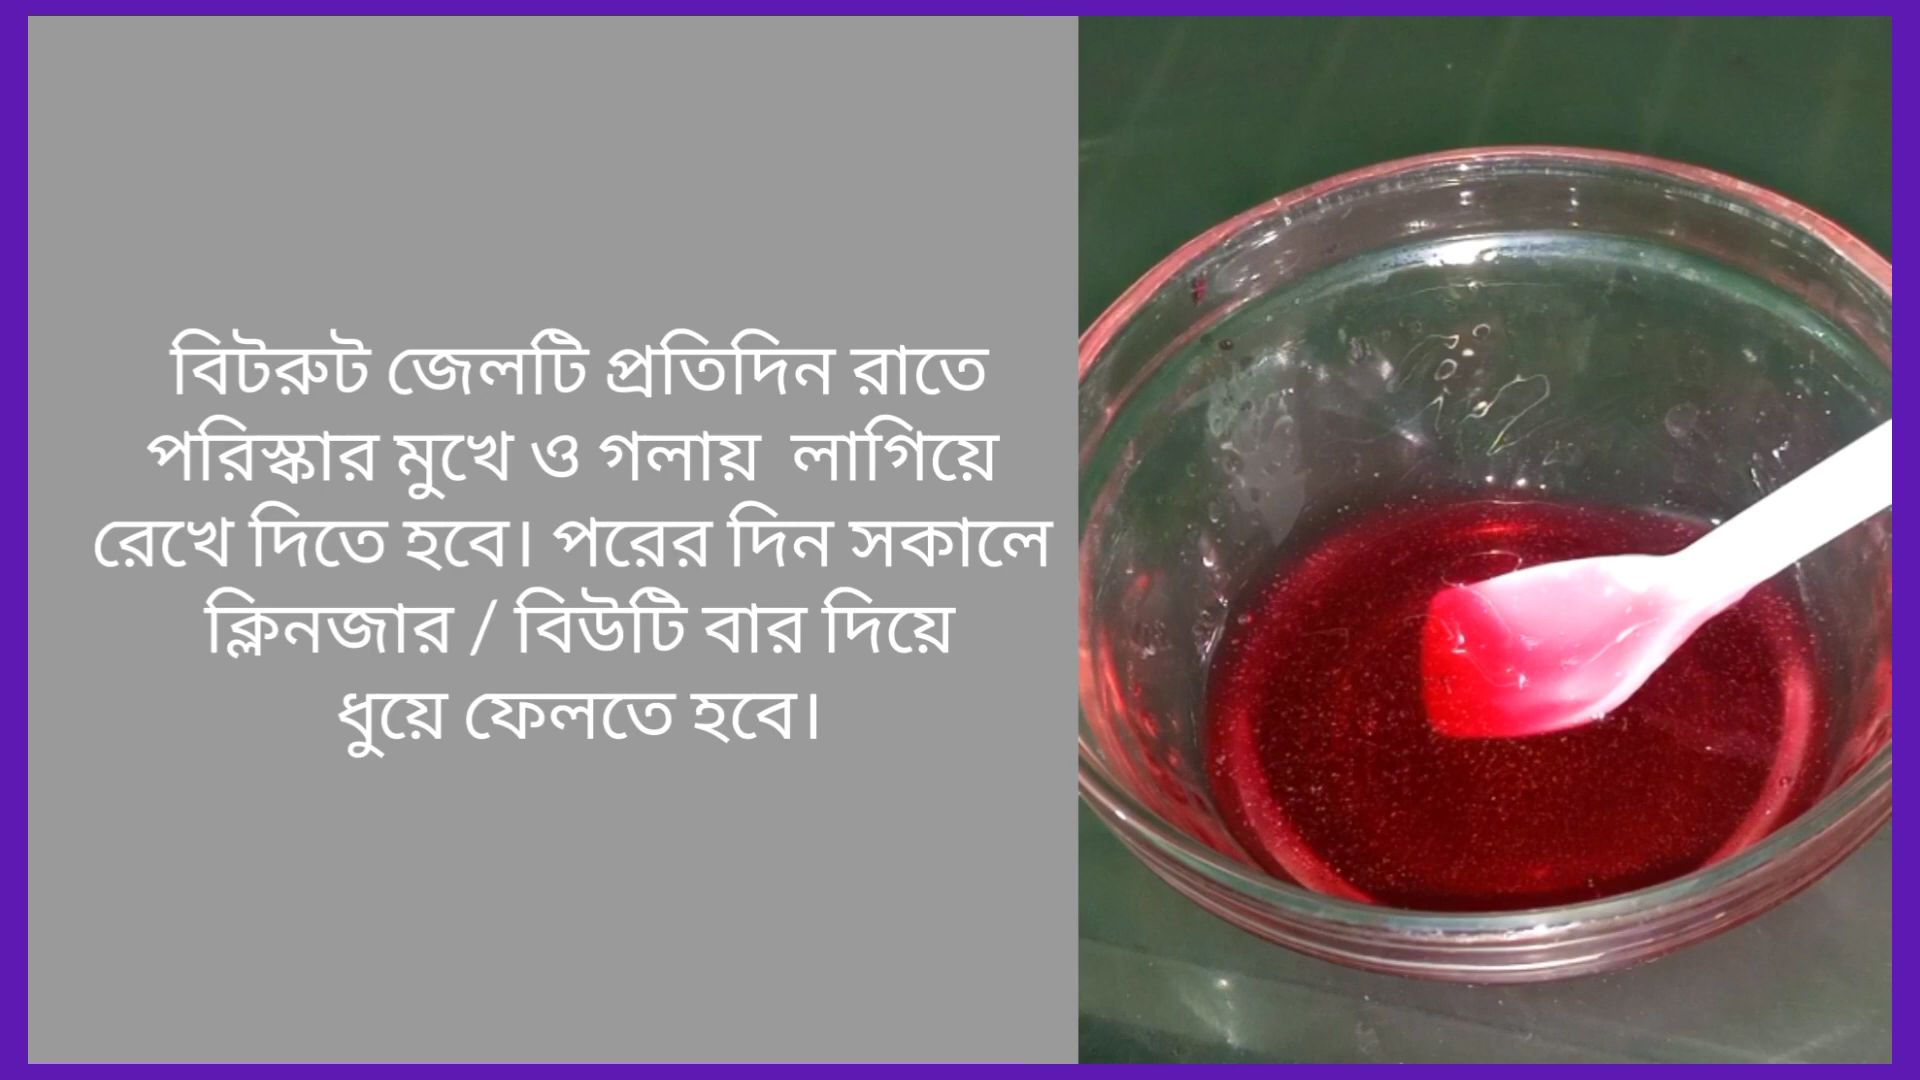 বিটরুট জেলটি প্রতিদিন রাতে
পরিস্কার মুখে ও গলায় লাগিয়ে
রেখে দিতে হবে। পরের দিন সকালে
ক্লিনজার / বিউটি বার দিয়ে
ধুয়ে ফেলতে হবে।